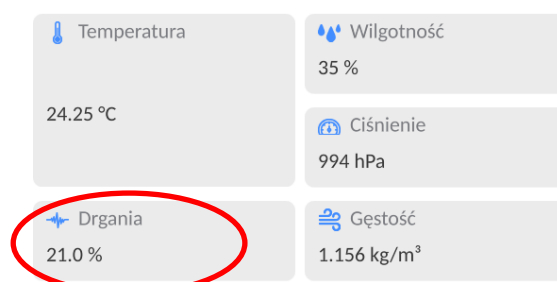 Temperatura
24.25 °C
Wilgotność
35 %
Ciśnienie
994 hPa
Drgania
21.0 %
Gęstość
1.156 kg/m³